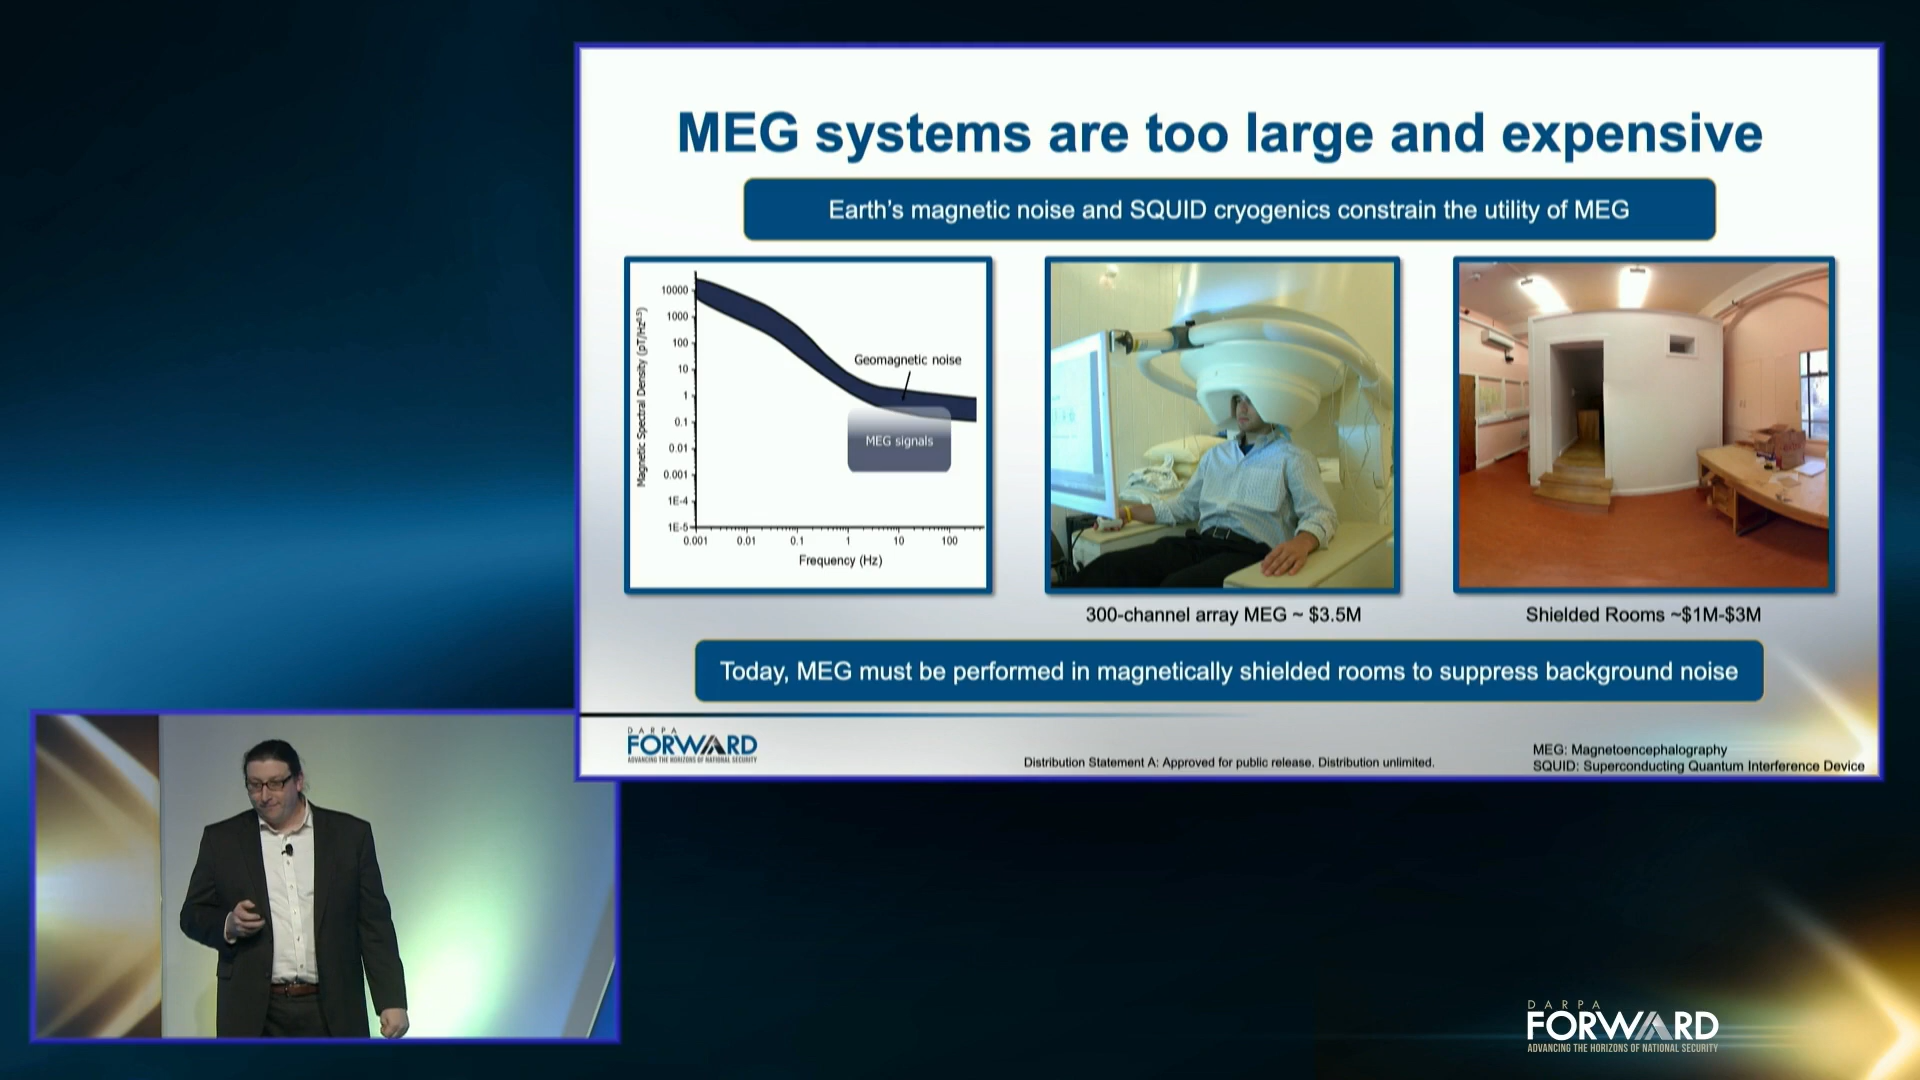 MEG systems are too large and expensive
Earth's magnetic noise and SQUID cryogenics constrain the utility of MEG
Magnetic Spectral Density (pT/Hz^0.5)
10000
1000
100
10
1
0.1
0.01
0.001
1E-4
1E-5
Geomagnetic noise
MEG signals
0.001 0.01 0.1 1 10 100
Frequency (Hz)
300-channel array MEG ~ $3.5M
Shielded Rooms ~$1M-$3M
Today, MEG must be performed in magnetically shielded rooms to suppress background noise
DARPA
FORWARD
ADVANCING THE HORIZONS OF NATIONAL SECURITY
Distribution Statement A: Approved for public release. Distribution unlimited.
MEG: Magnetoencephalography
SQUID: Superconducting Quantum Interference Device
DARPA
FORWARD
ADVANCING THE HORIZONS OF NATIONAL SECURITY